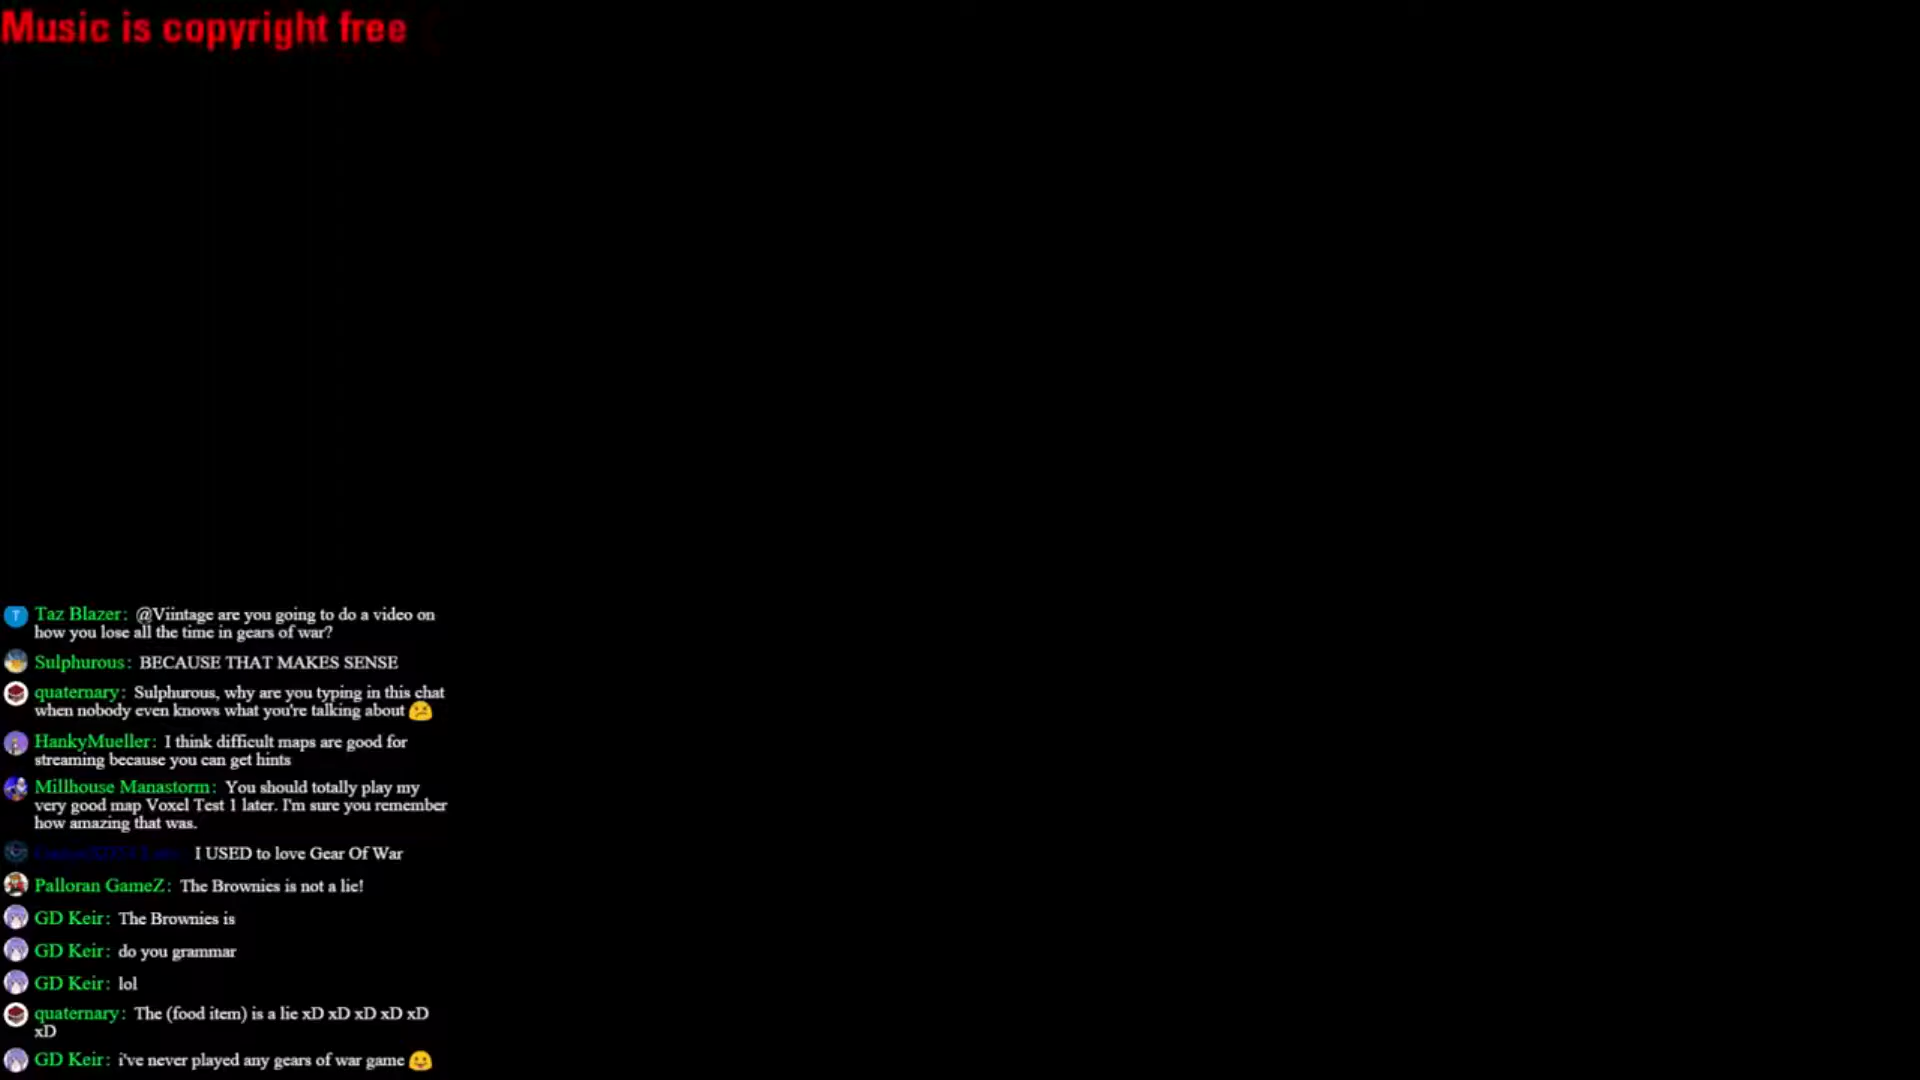 Music is copyright free
T Taz Blazer: @Viintage are you going to do a video on
how you lose all the time in gears of war?
Sulphurous: BECAUSE THAT MAKES SENSE
quaternary: Sulphurous, why are you typing in this chat
when nobody even knows what you're talking about
HankyMueller: I think difficult maps are good for
streaming because you can get hints
Millhouse Manastorm: You should totally play my
very good map Voxel Test 1 later. I'm sure you remember
how amazing that was.
I USED to love Gear Of War
Palloran GameZ: The Brownies is not a lie!
GD Keir: The Brownies is
GD Keir: do you grammar
GD Keir: lol
quaternary: The (food item) is a lie xD xD xD xD xD
xD
GD Keir: i've never played any gears of war game